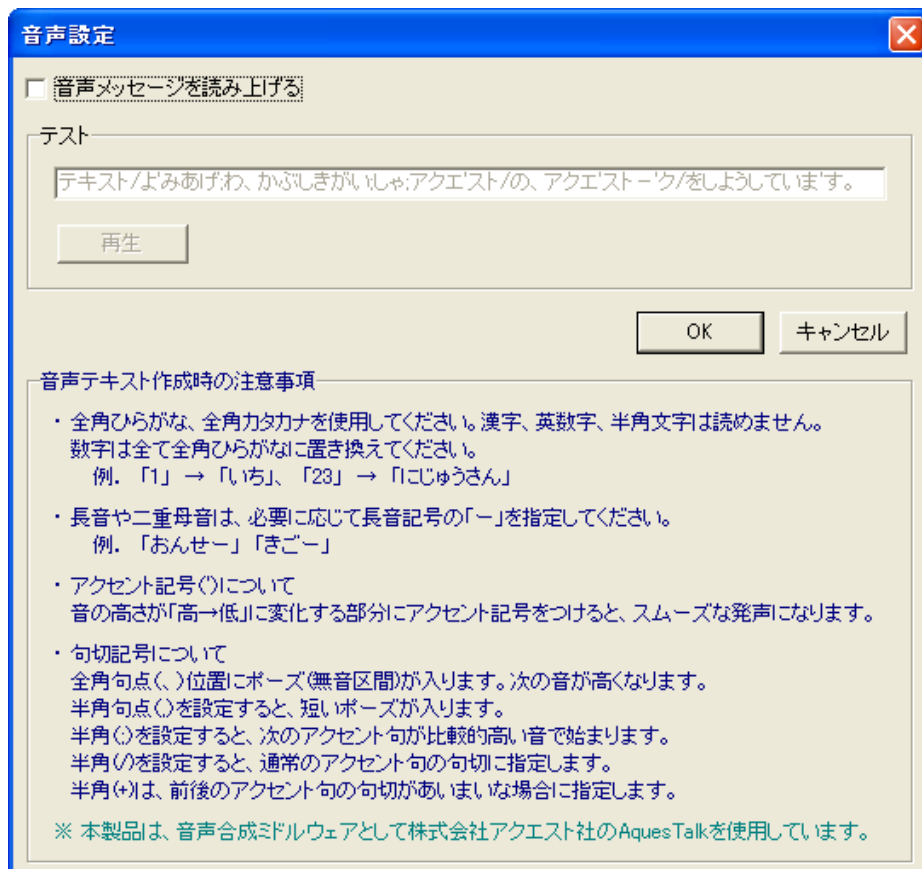 音声設定
音声メッセージを読み上げる
テスト
テキスト/よ'みあげ;わ、かぶしきがいしゃ;アクエ'スト/の、アクエ'ストーク/をしようしていま'す。
再生
OK キャンセル
音声テキスト作成時の注意事項
・ 全角ひらがな、全角カタカナを使用してください。漢字、英数字、半角文字は読めません。
数字は全て全角ひらがなに置き換えてください。
例. 「1」 → 「いち」、 「23」 → 「にじゅうさん」
・ 長音や二重母音は、必要に応じて長音記号の「ー」を指定してください。
例. 「おんせー」 「きごー」
・ アクセント記号(')について
音の高さが「高→低」に変化する部分にアクセント記号をつけると、スムーズな発声になります。
・ 句切記号について
全角句点(、)位置にポーズ(無音区間)が入ります。次の音が高くなります。
半角句点(,)を設定すると、短いポーズが入ります。
半角(;)を設定すると、次のアクセント句が比較的高い音で始まります。
半角(/)を設定すると、通常のアクセント句の句切に指定します。
半角(+)は、前後のアクセント句の句切があいまいな場合に指定します。
※ 本製品は、音声合成ミドルウェアとして株式会社アクエスト社のAquesTalkを使用しています。